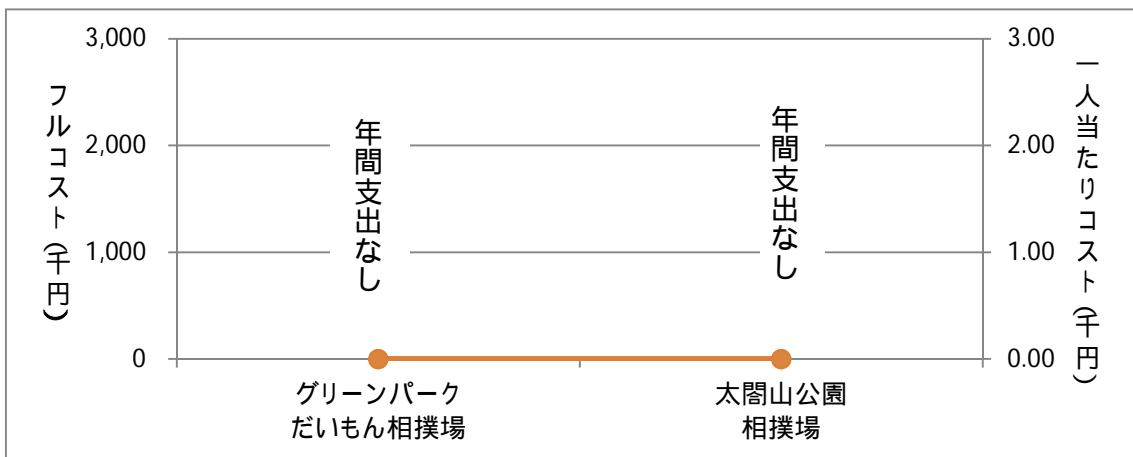 フルコスト(千円)
3,000
2,000
1,000
0
年間支出なし
年間支出なし
3.00
2.00
1.00
0.00
一人当たりコスト(千円)
グリーンパーク
だいもん相撲場
太閤山公園
相撲場